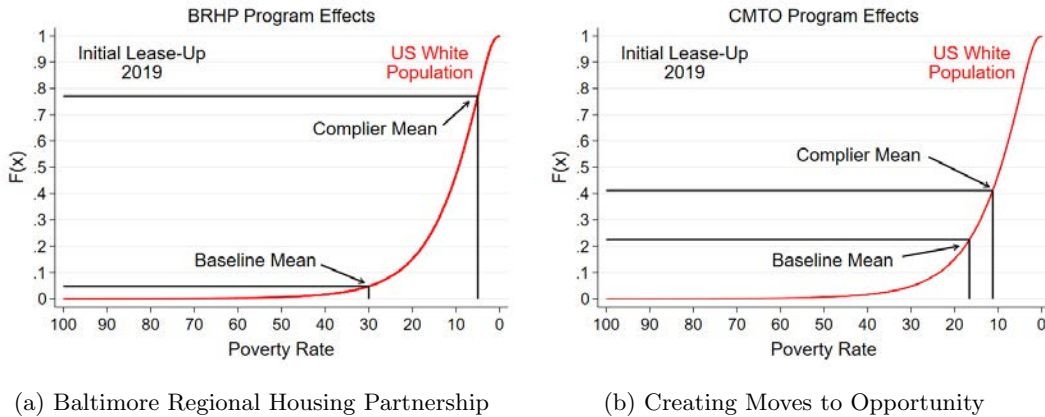 BRHP Program Effects
Initial Lease-Up
2019
US White
Population
Complier Mean
Baseline Mean
F(x)
1
.9
.8
.7
.6
.5
.4
.3
.2
.1
0
100 90 80 70 60 50 40 30 20 10 0
Poverty Rate
(a) Baltimore Regional Housing Partnership
CMTO Program Effects
Initial Lease-Up
2019
US White
Population
Complier Mean
Baseline Mean
F(x)
1
.9
.8
.7
.6
.5
.4
.3
.2
.1
0
100 90 80 70 60 50 40 30 20 10 0
Poverty Rate
(b) Creating Moves to Opportunity